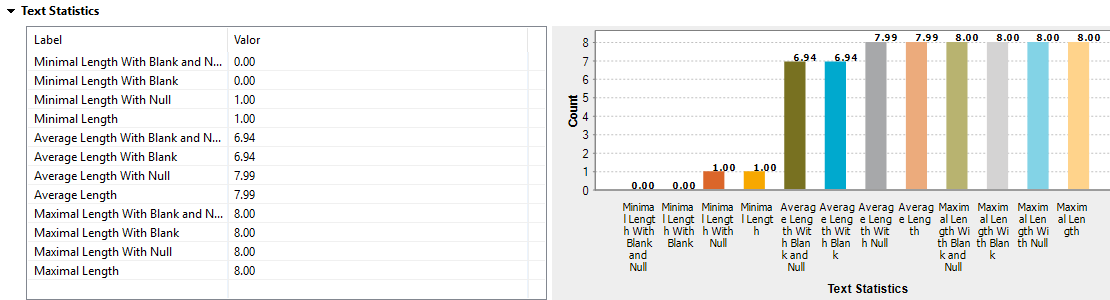 Text Statistics
Label Valor
Minimal Length With Blank and N... 0.00
Minimal Length With Blank 0.00
Minimal Length With Null 1.00
Minimal Length 1.00
Average Length With Blank and N... 6.94
Average Length With Blank 6.94
Average Length With Null 7.99
Average Length 7.99
Maximal Length With Blank and N... 8.00
Maximal Length With Blank 8.00
Maximal Length With Null 8.00
Maximal Length 8.00
Count
8
7
6
5
4
3
2
1
0
0.00 0.00 1.00 1.00 6.94 6.94 7.99 7.99 8.00 8.00 8.00 8.00
Minima Minima Minima Minima Averag Averag Averag Averag Maxim Maxim Maxim Maxim
l Lengt l Lengt l Lengt l Lengt e Leng e Leng e Leng e Leng al Len al Len al Len al Len
h With h With h With h th Wit th Wit th Wit th gth Wi gth Wi gth Wi gth
Blank Blank Null h Blan h Blan h Null th Blan th Blan th Null
and k and k k and k
Null Null Null
Text Statistics